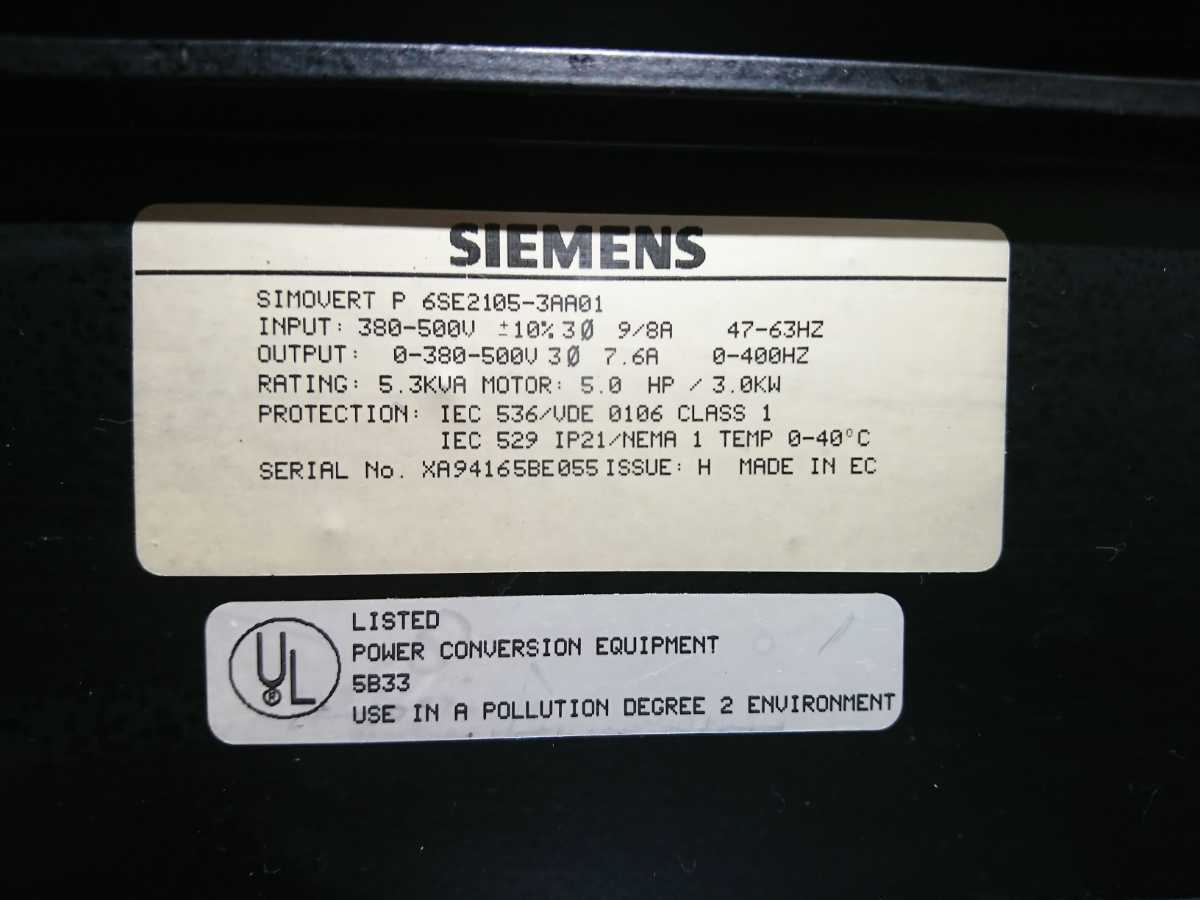 SIEMENS
SIMOVERT P 6SE2105-3AA01
INPUT: 380-500V ±10% 3Ø 9/8A 47-63HZ
OUTPUT: 0-380-500V 3Ø 7.6A 0-400HZ
RATING: 5.3KVA MOTOR: 5.0 HP / 3.0KW
PROTECTION: IEC 536/VDE 0106 CLASS 1
IEC 529 IP21/NEMA 1 TEMP 0-40°C
SERIAL No. XA94165BE055 ISSUE: H MADE IN EC
UL®
LISTED
POWER CONVERSION EQUIPMENT
5B33
USE IN A POLLUTION DEGREE 2 ENVIRONMENT